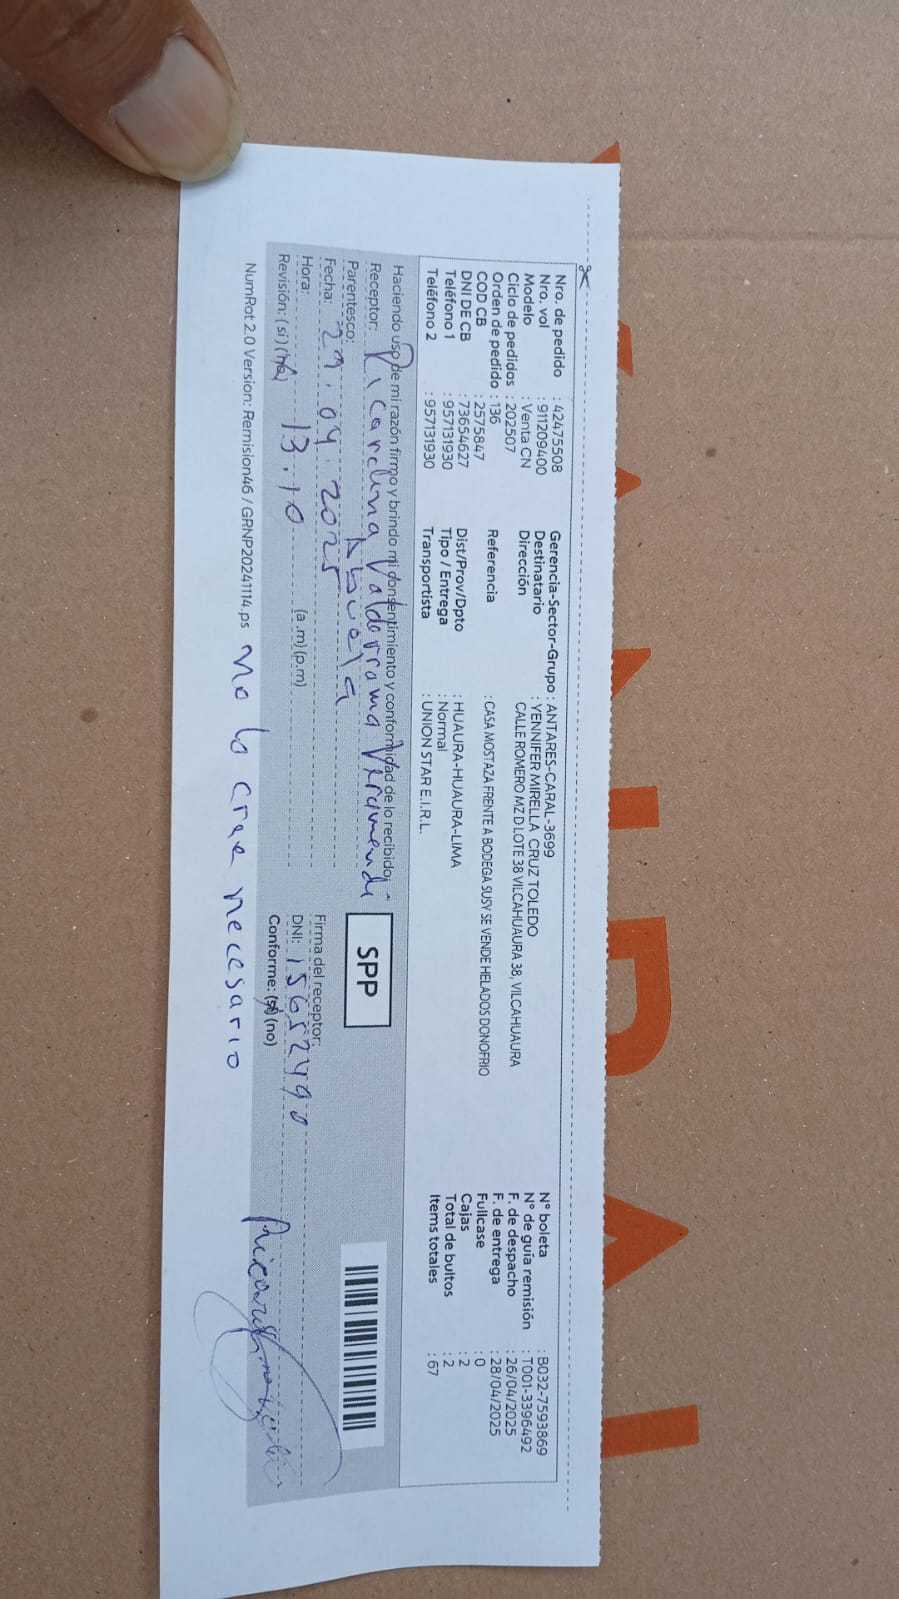 Nro. de pedido : 42475508
Nro. vol : 911209400
Modelo : Venta CN
Ciclo de pedidos : 202507
Orden de pedido : 136
COD CB : 2575847
DNI DE CB : 73654627
Teléfono 1 : 957131930
Teléfono 2 : 957131930
Gerencia-Sector-Grupo : ANTARES-CARAL-3699
Destinatario : YENNIFER MIRELLA CRUZ TOLEDO
Dirección CALLE ROMERO MZ D LOTE 38 VILCAHUAURA 38, VILCAHUAURA
Referencia : CASA MOSTAZA FRENTE A BODEGA SUSY SE VENDE HELADOS DONOFRIO
Dist/Prov/Dpto : HUAURA-HUAURA-LIMA
Tipo / Entrega : Normal
Transportista : UNION STAR E.I.R.L.
N° boleta : B032-7593869
N° de guía remisión : T001-3396492
F. de despacho : 26/04/2025
F. de entrega : 28/04/2025
Fullcase : 0
Cajas : 2
Total de bultos : 2
Items totales : 67
Haciendo uso de mi razón firmo y brindo mi consentimiento y conformidad de lo recibido:
Receptor: Ricardina Valderrama Veramendi
Parentesco: Abuela
Fecha: 29.04.2025
Hora: 13.10 (a.m)(p.m)
Revisión: (si) (no)
SPP
Firma del receptor:
DNI: 15652490
Conforme: (si) (no)
NumRot 2.0 Version: Remision46 / GRNP20241114.ps
No lo cree necesario